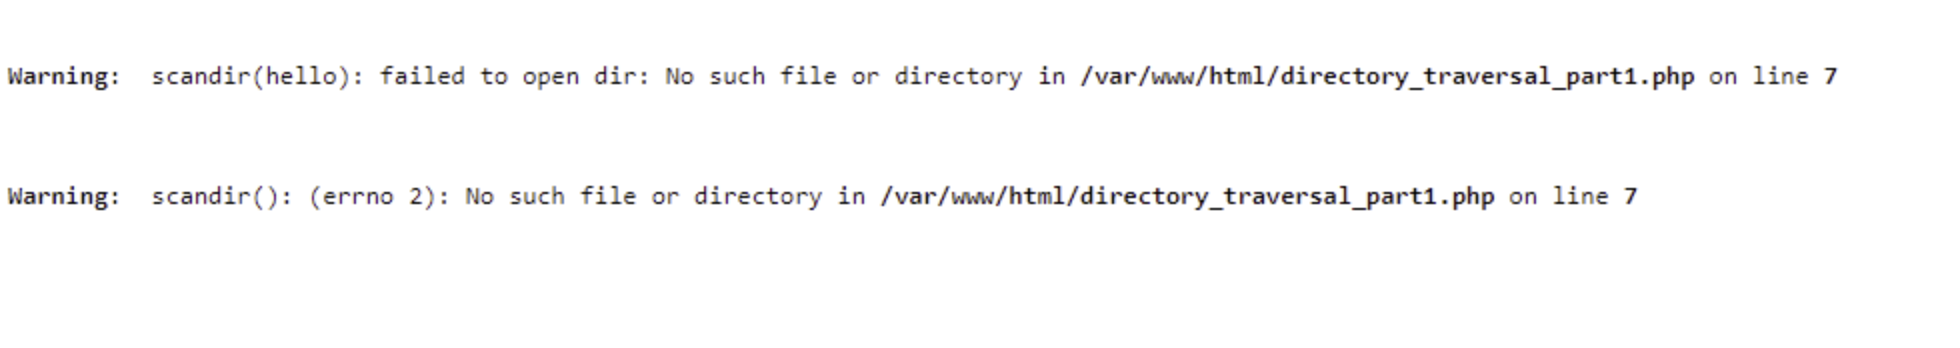 Warning:  scandir(hello): failed to open dir: No such file or directory in /var/www/html/directory_traversal_part1.php on line 7
Warning:  scandir(): (errno 2): No such file or directory in /var/www/html/directory_traversal_part1.php on line 7